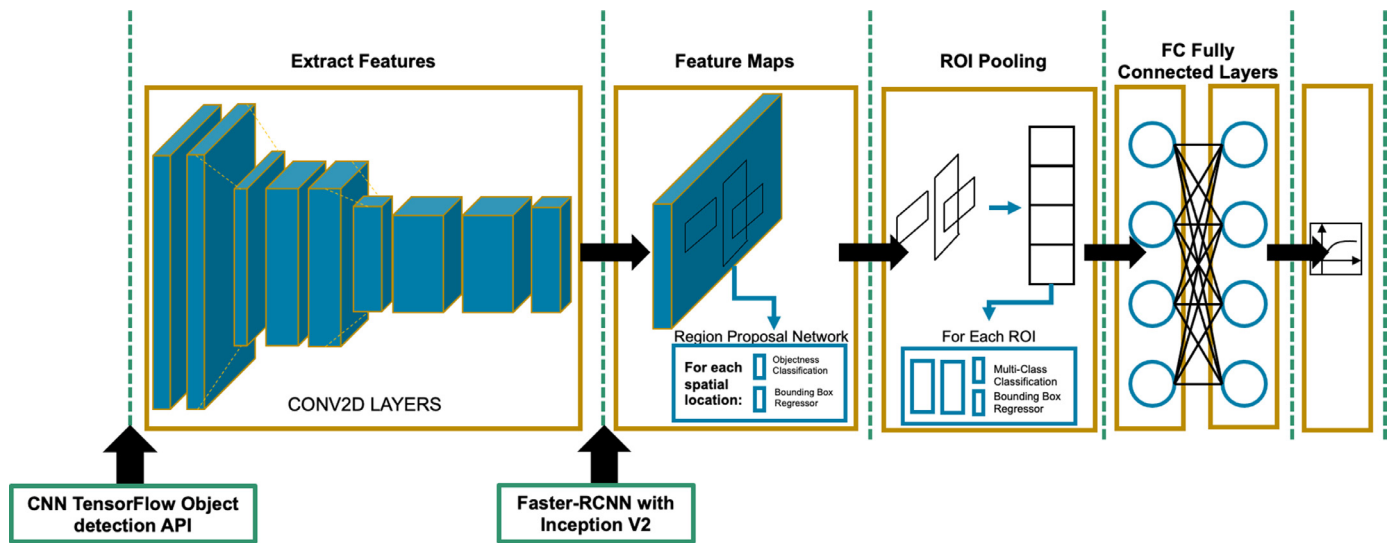 Extract Features
Feature Maps
ROI Pooling
FC Fully
Connected Layers
CONV2D LAYERS
Region Proposal Network
For each
spatial
location:
Objectness
Classification
Bounding Box
Regressor
For Each ROI
Multi-Class
Classification
Bounding Box
Regressor
CNN TensorFlow Object
detection API
Faster-RCNN with
Inception V2